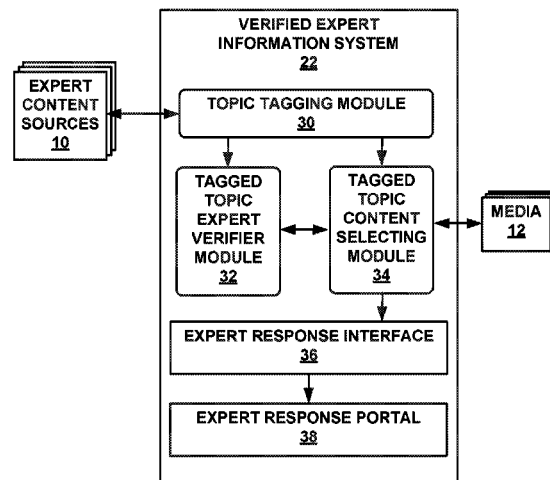 VERIFIED EXPERT
INFORMATION SYSTEM
22
EXPERT
CONTENT
SOURCES
10
TOPIC TAGGING MODULE
30
TAGGED
TOPIC
EXPERT
VERIFIER
MODULE
32
TAGGED
TOPIC
CONTENT
SELECTING
MODULE
34
MEDIA
12
EXPERT RESPONSE INTERFACE
36
EXPERT RESPONSE PORTAL
38